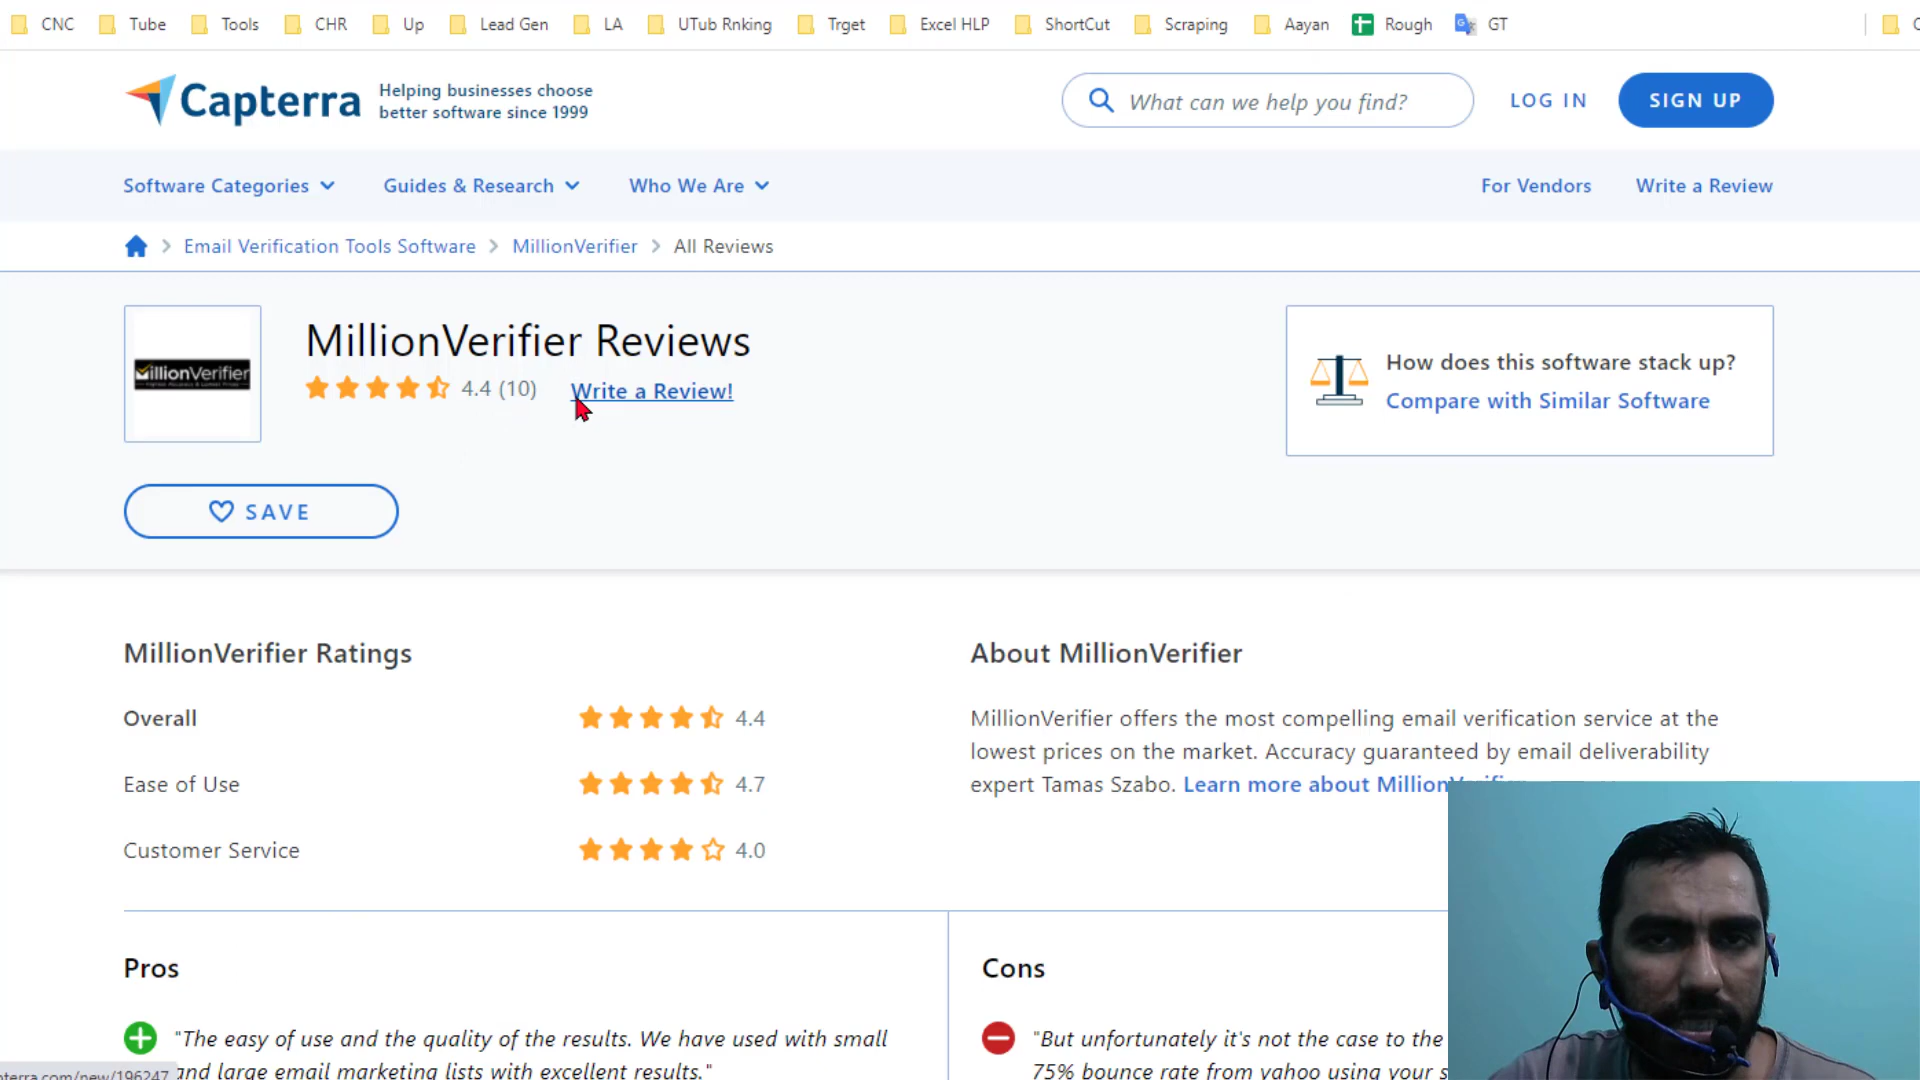 CNC Tube Tools CHR Up Lead Gen LA UTub Rnking Trget Excel HLP ShortCut Scraping Aayan Rough GT
Capterra
Helping businesses choose
better software since 1999
What can we help you find?
LOG IN
SIGN UP
Software Categories
Guides & Research
Who We Are
For Vendors
Write a Review
Email Verification Tools Software > MillionVerifier > All Reviews
MillionVerifier
MillionVerifier Reviews
4.4 (10)
Write a Review!
How does this software stack up?
Compare with Similar Software
SAVE
MillionVerifier Ratings
Overall 4.4
Ease of Use 4.7
Customer Service 4.0
About MillionVerifier
MillionVerifier offers the most compelling email verification service at the
lowest prices on the market. Accuracy guaranteed by email deliverability
expert Tamas Szabo. Learn more about MillionVerifier
Pros
"The easy of use and the quality of the results. We have used with small
and large email marketing lists with excellent results."
Cons
"But unfortunately it's not the case to the
75% bounce rate from yahoo using your s
pterra.com/new/196247